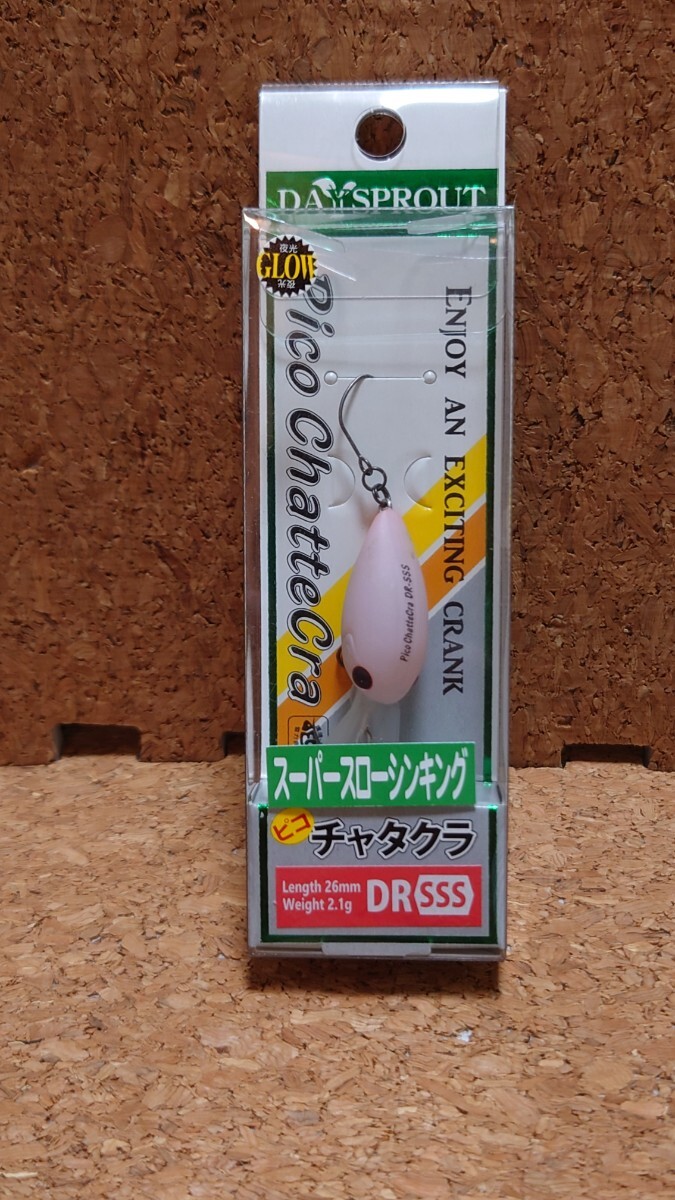 DAYSPROUT
夜光
GLOW
夜光
Pico ChatteCra
ENJOY AN EXCITING CRANK
Pico ChatteCra DR-SSS
スーパースローシンキング
ピコ
チャタクラ
Length 26mm
Weight 2.1g
DR SSS